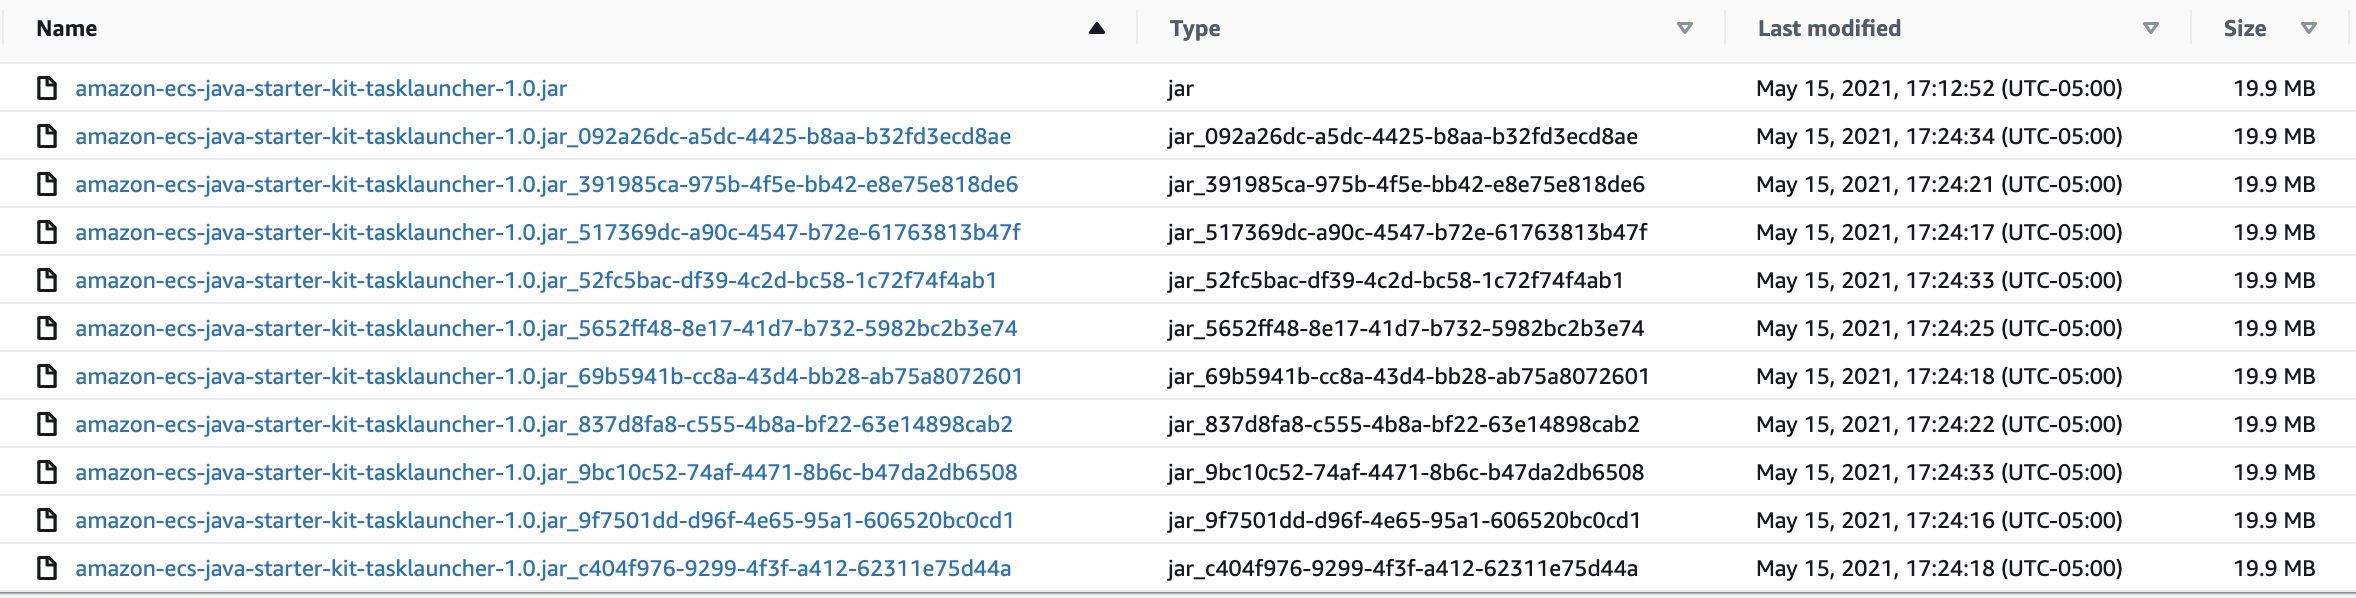 Name Type Last modified Size
amazon-ecs-java-starter-kit-tasklauncher-1.0.jar jar May 15, 2021, 17:12:52 (UTC-05:00) 19.9 MB
amazon-ecs-java-starter-kit-tasklauncher-1.0.jar_092a26dc-a5dc-4425-b8aa-b32fd3ecd8ae jar_092a26dc-a5dc-4425-b8aa-b32fd3ecd8ae May 15, 2021, 17:24:34 (UTC-05:00) 19.9 MB
amazon-ecs-java-starter-kit-tasklauncher-1.0.jar_391985ca-975b-4f5e-bb42-e8e75e818de6 jar_391985ca-975b-4f5e-bb42-e8e75e818de6 May 15, 2021, 17:24:21 (UTC-05:00) 19.9 MB
amazon-ecs-java-starter-kit-tasklauncher-1.0.jar_517369dc-a90c-4547-b72e-61763813b47f jar_517369dc-a90c-4547-b72e-61763813b47f May 15, 2021, 17:24:17 (UTC-05:00) 19.9 MB
amazon-ecs-java-starter-kit-tasklauncher-1.0.jar_52fc5bac-df39-4c2d-bc58-1c72f74f4ab1 jar_52fc5bac-df39-4c2d-bc58-1c72f74f4ab1 May 15, 2021, 17:24:33 (UTC-05:00) 19.9 MB
amazon-ecs-java-starter-kit-tasklauncher-1.0.jar_5652ff48-8e17-41d7-b732-5982bc2b3e74 jar_5652ff48-8e17-41d7-b732-5982bc2b3e74 May 15, 2021, 17:24:25 (UTC-05:00) 19.9 MB
amazon-ecs-java-starter-kit-tasklauncher-1.0.jar_69b5941b-cc8a-43d4-bb28-ab75a8072601 jar_69b5941b-cc8a-43d4-bb28-ab75a8072601 May 15, 2021, 17:24:18 (UTC-05:00) 19.9 MB
amazon-ecs-java-starter-kit-tasklauncher-1.0.jar_837d8fa8-c555-4b8a-bf22-63e14898cab2 jar_837d8fa8-c555-4b8a-bf22-63e14898cab2 May 15, 2021, 17:24:22 (UTC-05:00) 19.9 MB
amazon-ecs-java-starter-kit-tasklauncher-1.0.jar_9bc10c52-74af-4471-8b6c-b47da2db6508 jar_9bc10c52-74af-4471-8b6c-b47da2db6508 May 15, 2021, 17:24:33 (UTC-05:00) 19.9 MB
amazon-ecs-java-starter-kit-tasklauncher-1.0.jar_9f7501dd-d96f-4e65-95a1-606520bc0cd1 jar_9f7501dd-d96f-4e65-95a1-606520bc0cd1 May 15, 2021, 17:24:16 (UTC-05:00) 19.9 MB
amazon-ecs-java-starter-kit-tasklauncher-1.0.jar_c404f976-9299-4f3f-a412-62311e75d44a jar_c404f976-9299-4f3f-a412-62311e75d44a May 15, 2021, 17:24:18 (UTC-05:00) 19.9 MB